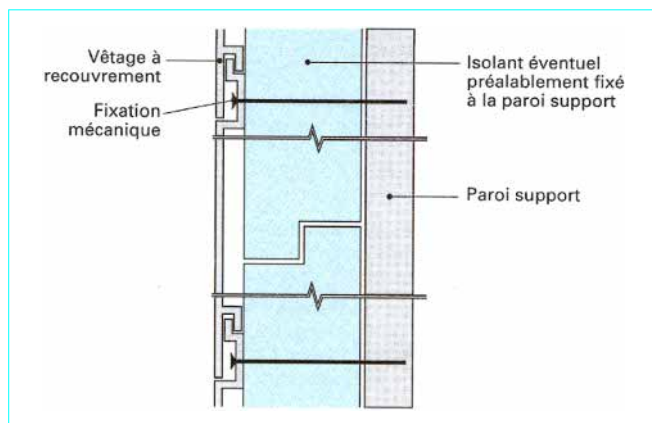 Vêtage à
recouvrement
Fixation
mécanique
Isolant éventuel
préalablement fixé
à la paroi support
Paroi support